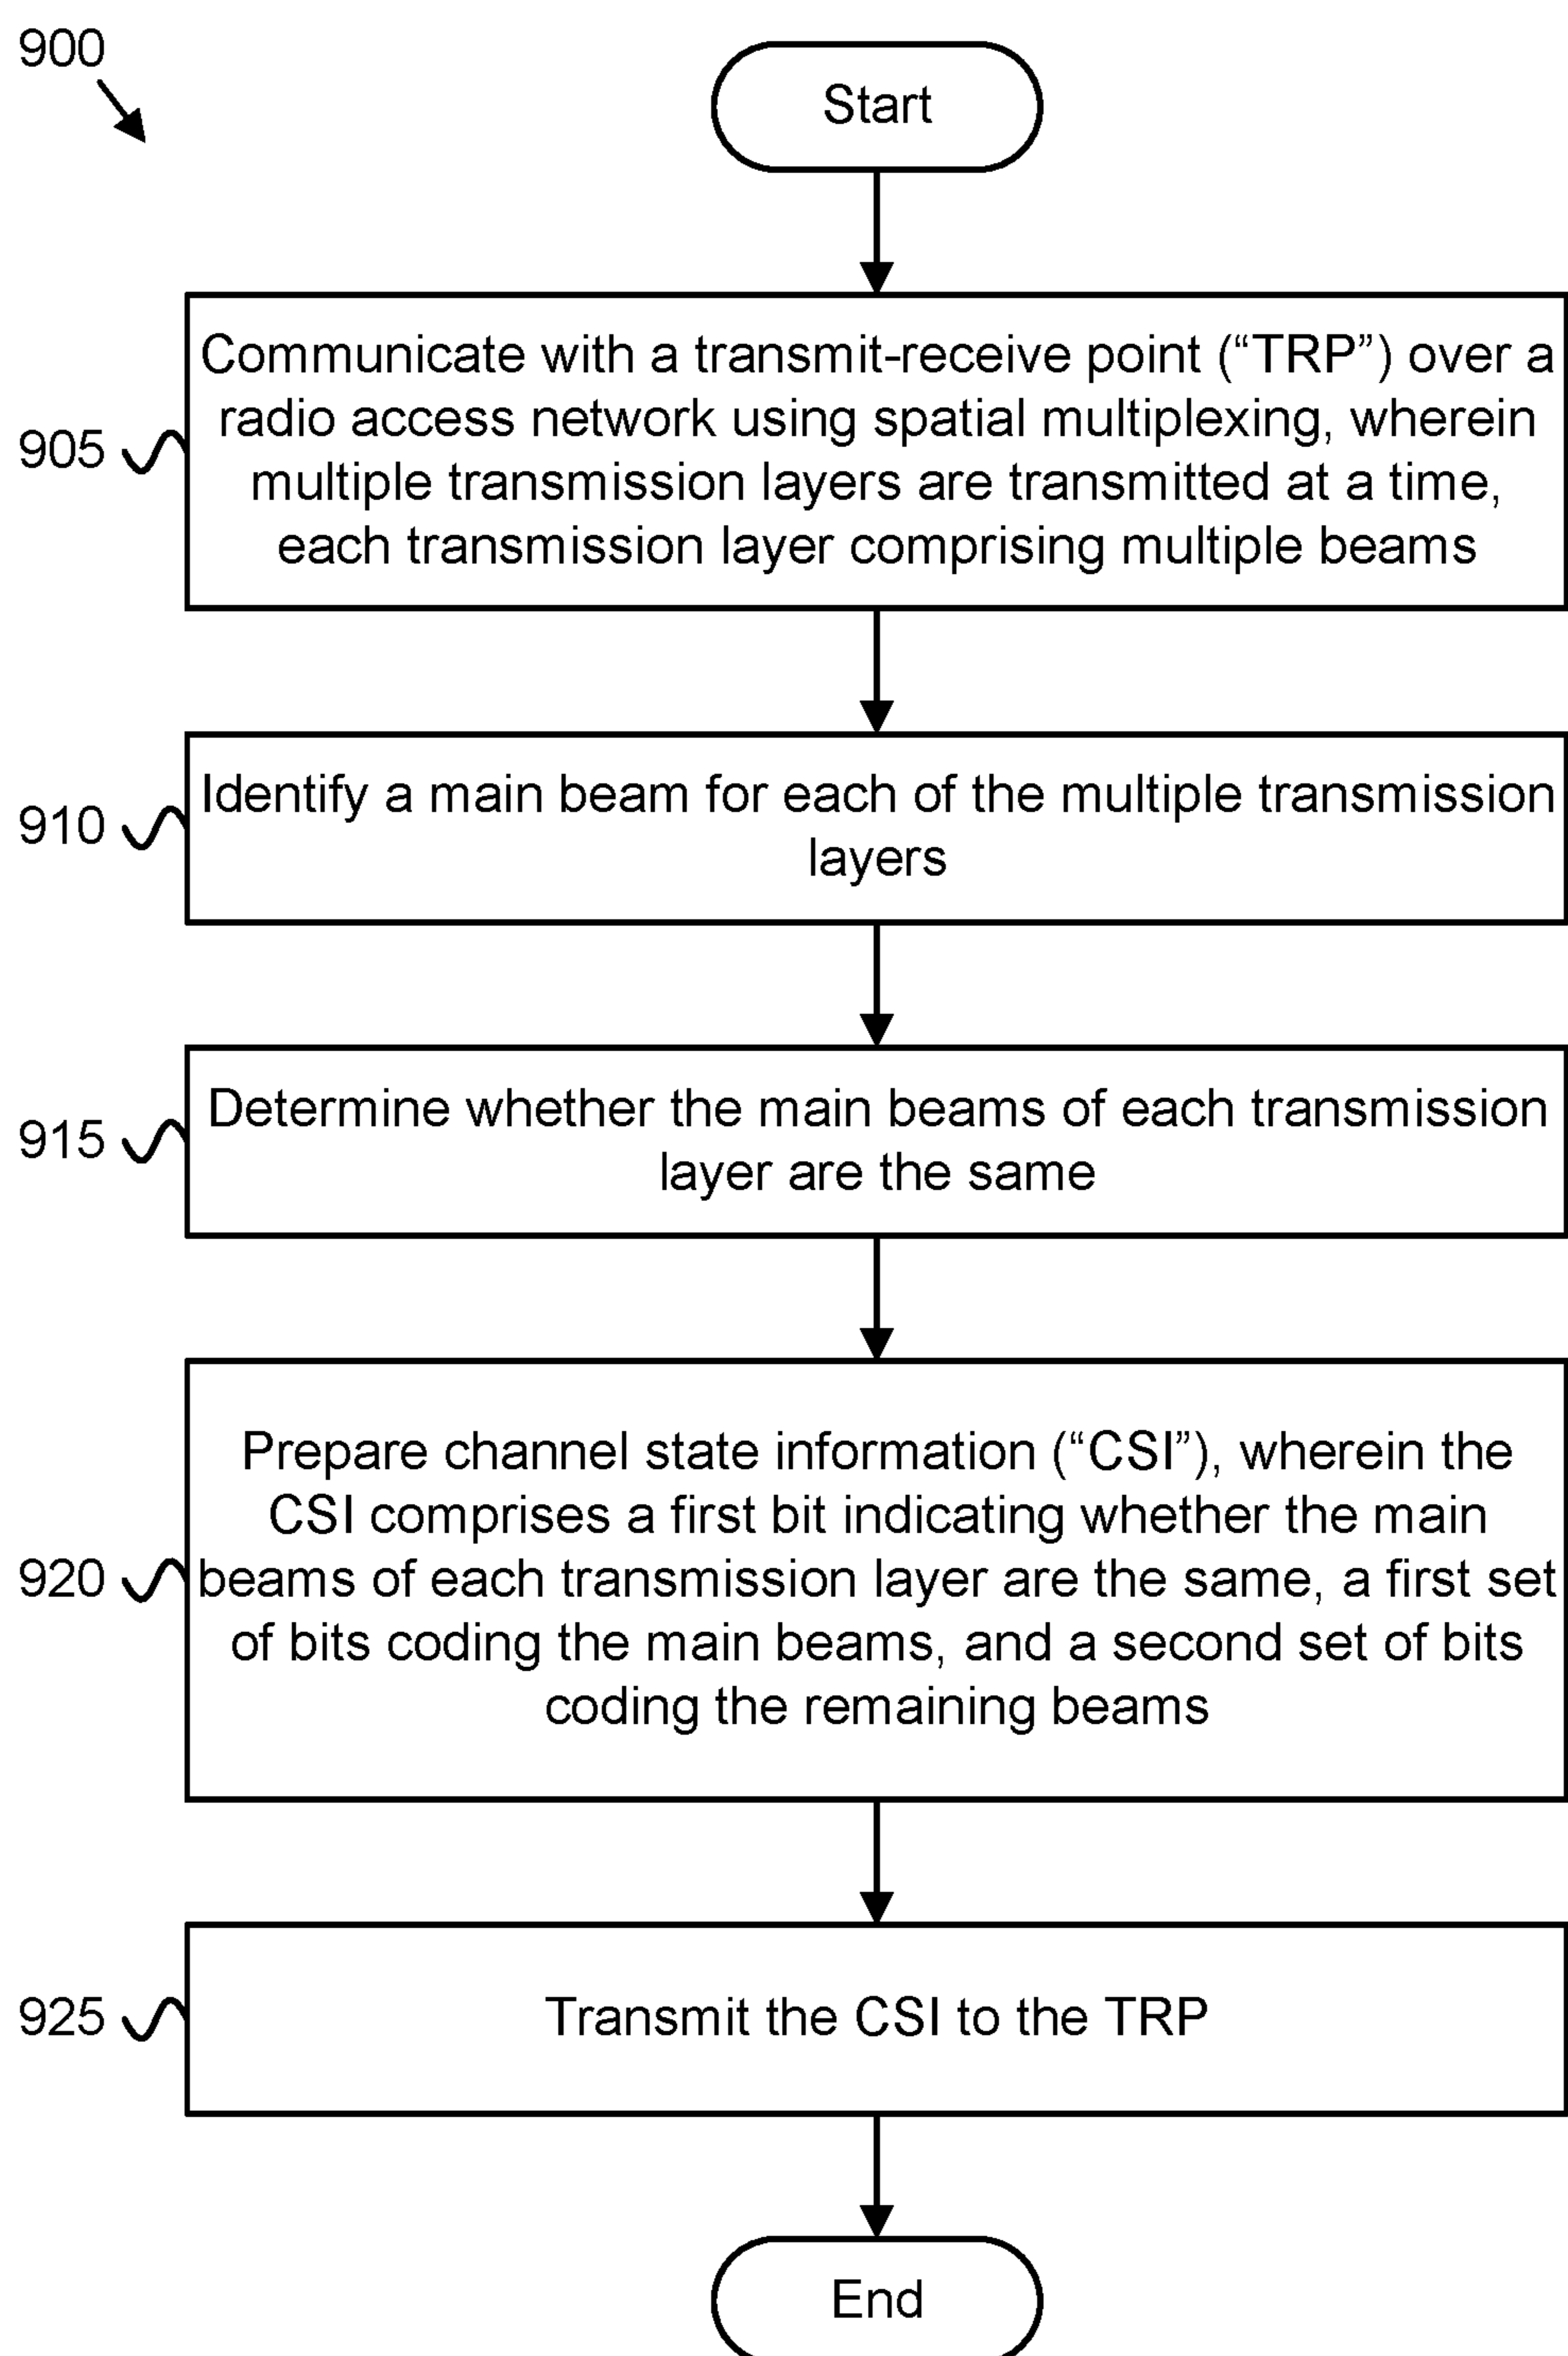 900
Start
Communicate with a transmit-receive point (“TRP”) over a
radio access network using spatial multiplexing, wherein
multiple transmission layers are transmitted at a time,
each transmission layer comprising multiple beams
905
Identify a main beam for each of the multiple transmission
layers
910
Determine whether the main beams of each transmission
layer are the same
915
Prepare channel state information (“CSI”), wherein the
CSI comprises a first bit indicating whether the main
beams of each transmission layer are the same, a first set
of bits coding the main beams, and a second set of bits
coding the remaining beams
920
Transmit the CSI to the TRP
925
End